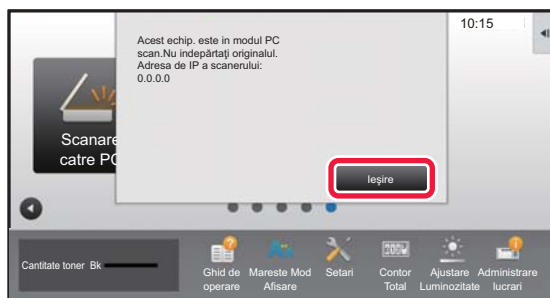 10:15
Acest echip. este in modul PC
scan.Nu indepărtaţi originalul.
Adresa de IP a scanerului:
0.0.0.0
Scanare
catre PC
Ieşire
Cantitate toner Bk
Ghid de
operare
Mareste Mod
Afisare
Setari
Contor
Total
Ajustare
Luminozitate
Administrare
lucrari